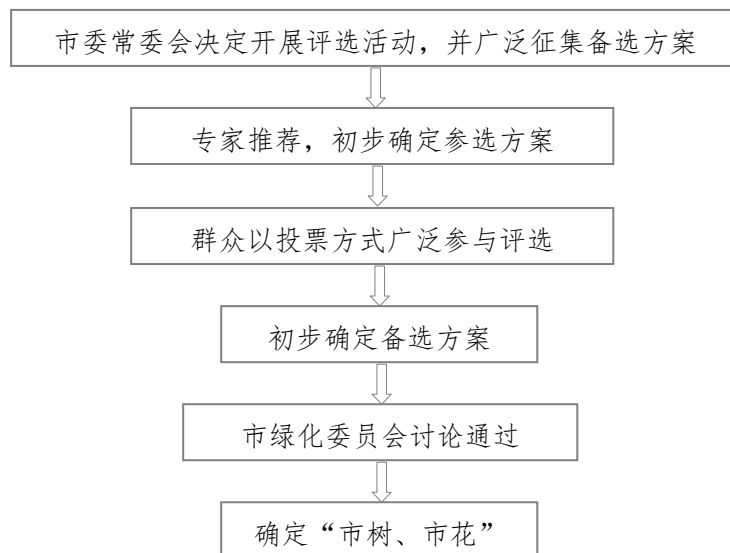 市委常委会决定开展评选活动，并广泛征集备选方案
专家推荐，初步确定参选方案
群众以投票方式广泛参与评选
初步确定备选方案
市绿化委员会讨论通过
确定“市树、市花”